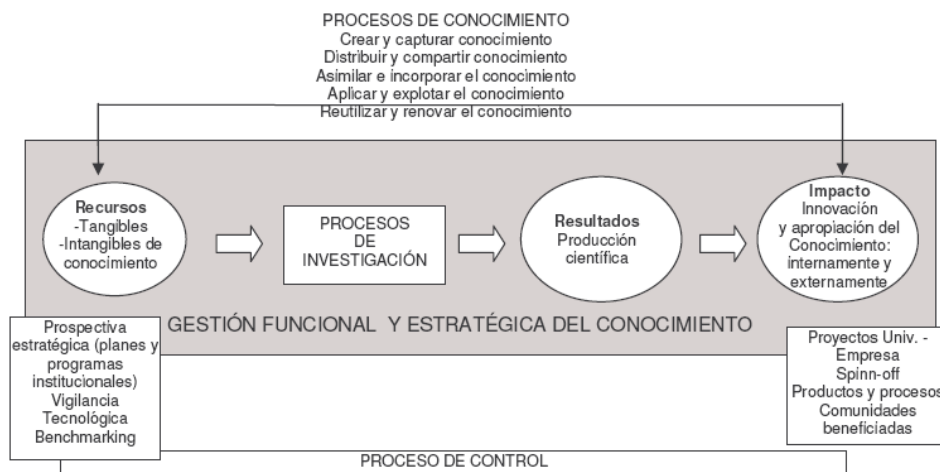 PROCESOS DE CONOCIMIENTO
Crear y capturar conocimiento
Distribuir y compartir conocimiento
Asimilar e incorporar el conocimiento
Aplicar y explotar el conocimiento
Reutilizar y renovar el conocimiento
Recursos
-Tangibles
-Intangibles de
conocimiento
PROCESOS
DE
INVESTIGACIÓN
Resultados
Producción
científica
Impacto
Innovación
y apropiación del
Conocimiento:
internamente y
externamente
GESTIÓN FUNCIONAL Y ESTRATÉGICA DEL CONOCIMIENTO
Prospectiva
estratégica (planes y
programas
institucionales)
Vigilancia
Tecnológica
Benchmarking
Proyectos Univ. -
Empresa
Spinn-off
Productos y procesos
Comunidades
beneficiadas
PROCESO DE CONTROL